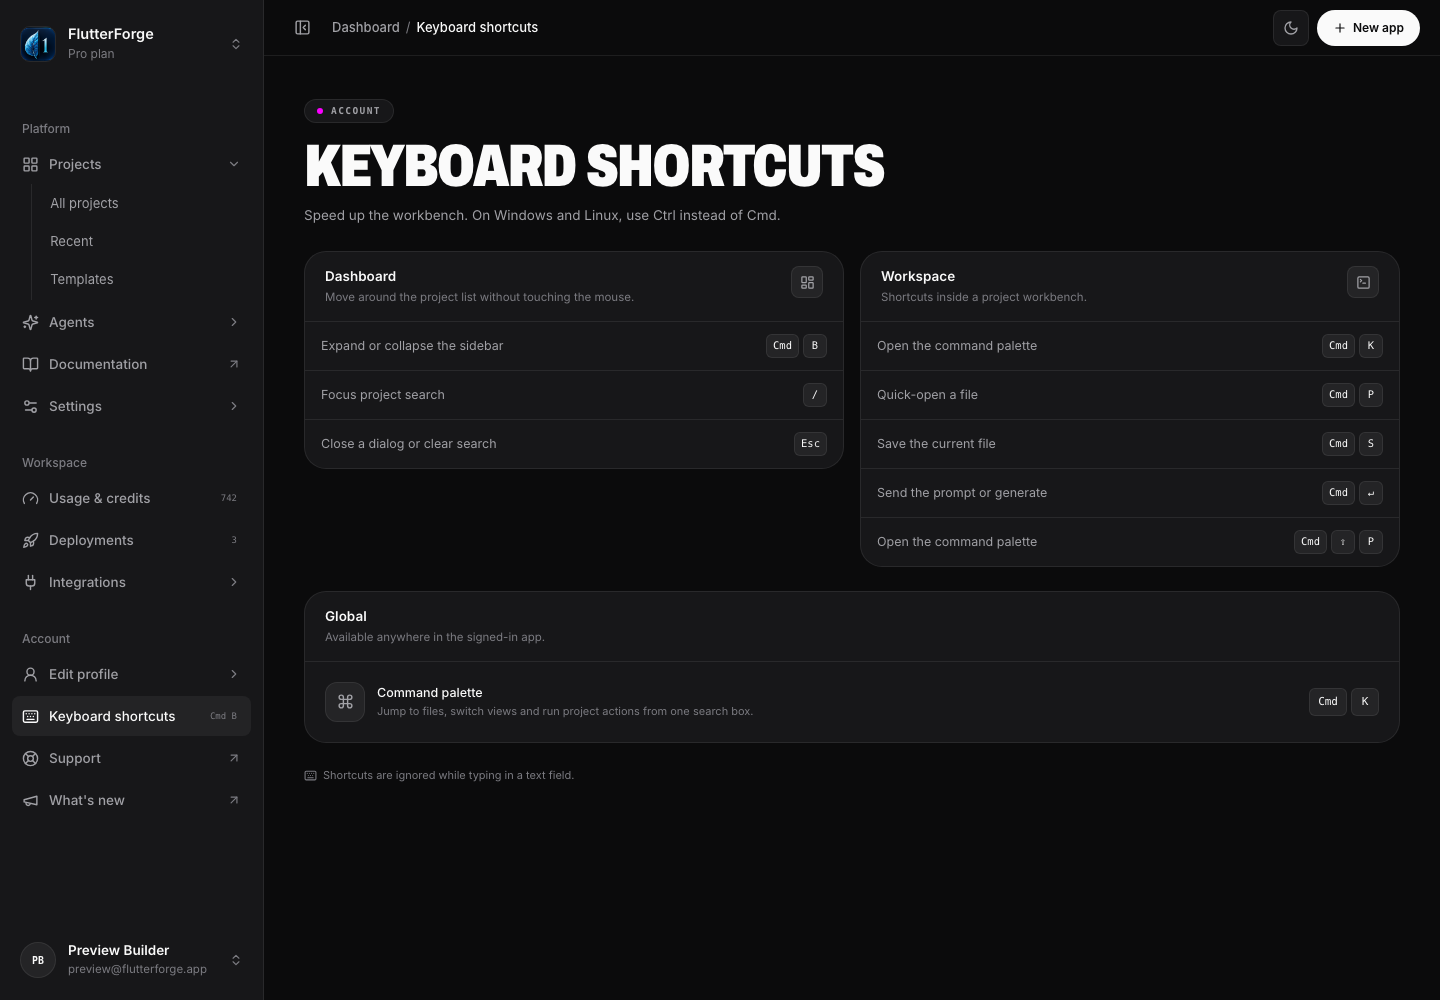 FlutterForge
Pro plan
Platform
Projects
All projects
Recent
Templates
Agents
Documentation
Settings
Workspace
Usage & credits 742
Deployments 3
Integrations
Account
Edit profile
Keyboard shortcuts Cmd B
Support
What's new
PB
Preview Builder
preview@flutterforge.app
Dashboard / Keyboard shortcuts
New app
ACCOUNT
KEYBOARD SHORTCUTS
Speed up the workbench. On Windows and Linux, use Ctrl instead of Cmd.
Dashboard
Move around the project list without touching the mouse.
Expand or collapse the sidebar Cmd B
Focus project search /
Close a dialog or clear search Esc
Workspace
Shortcuts inside a project workbench.
Open the command palette Cmd K
Quick-open a file Cmd P
Save the current file Cmd S
Send the prompt or generate Cmd ↵
Open the command palette Cmd ⇧ P
Global
Available anywhere in the signed-in app.
Command palette
Jump to files, switch views and run project actions from one search box.
Cmd K
Shortcuts are ignored while typing in a text field.